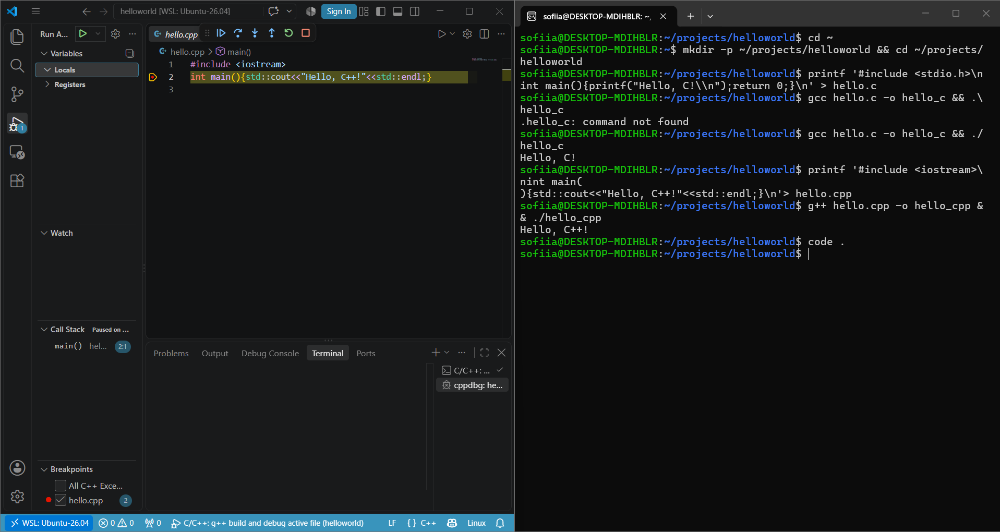 helloworld [WSL: Ubuntu-26.04]
Sign In
Run A...
Variables
Locals
Registers
Watch
Call Stack Paused on ...
main() hel... 2:1
Breakpoints
All C++ Exce...
hello.cpp 2
1
hello.cpp
hello.cpp > main()
1 #include <iostream>
2 int main(){std::cout<<"Hello, C++!"<<std::endl;}
3
Problems Output Debug Console Terminal Ports
C/C++: ...
cppdbg: he...
WSL: Ubuntu-26.04 0 0 0 C/C++: g++ build and debug active file (helloworld) LF {} C++ Linux
sofiia@DESKTOP-MDIHBLR: ~,
sofiia@DESKTOP-MDIHBLR:~/projects/helloworld$ cd ~
sofiia@DESKTOP-MDIHBLR:~$ mkdir -p ~/projects/helloworld && cd ~/projects/
helloworld
sofiia@DESKTOP-MDIHBLR:~/projects/helloworld$ printf '#include <stdio.h>\n
int main(){printf("Hello, C!\\n");return 0;}\n' > hello.c
sofiia@DESKTOP-MDIHBLR:~/projects/helloworld$ gcc hello.c -o hello_c && .\
hello_c
.hello_c: command not found
sofiia@DESKTOP-MDIHBLR:~/projects/helloworld$ gcc hello.c -o hello_c && ./
hello_c
Hello, C!
sofiia@DESKTOP-MDIHBLR:~/projects/helloworld$ printf '#include <iostream>\
nint main(
){std::cout<<"Hello, C++!"<<std::endl;}\n'> hello.cpp
sofiia@DESKTOP-MDIHBLR:~/projects/helloworld$ g++ hello.cpp -o hello_cpp &
& ./hello_cpp
Hello, C++!
sofiia@DESKTOP-MDIHBLR:~/projects/helloworld$ code .
sofiia@DESKTOP-MDIHBLR:~/projects/helloworld$